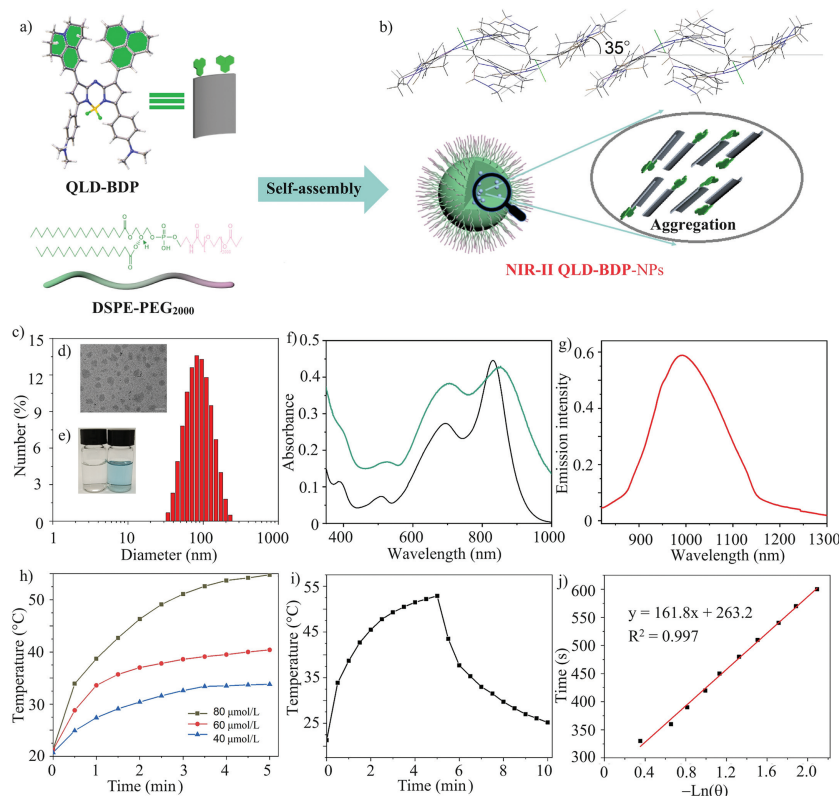 a)
b)
35°
QLD-BDP
Self-assembly
Aggregation
NIR-II QLD-BDP-NPs
DSPE-PEG2000
c)
d)
e)
15
12
9
6
3
0
Number (%)
1
10
100
1000
Diameter (nm)
f)
0.5
0.4
0.3
0.2
0.1
0
Absorbance
400
600
800
1000
Wavelength (nm)
g)
0.6
0.4
0.2
0
Emission intensity
900
1000
1100
1200
1300
Wavelength (nm)
h)
50
40
30
20
Temperature (°C)
80 μmol/L
60 μmol/L
40 μmol/L
0
1
2
3
4
5
Time (min)
i)
55
45
35
25
Temperature (°C)
0
2
4
6
8
10
Time (min)
j)
600
550
500
450
400
350
300
Time (s)
y = 161.8x + 263.2
R² = 0.997
0.4
0.8
1.2
1.6
2.0
−Ln(θ)